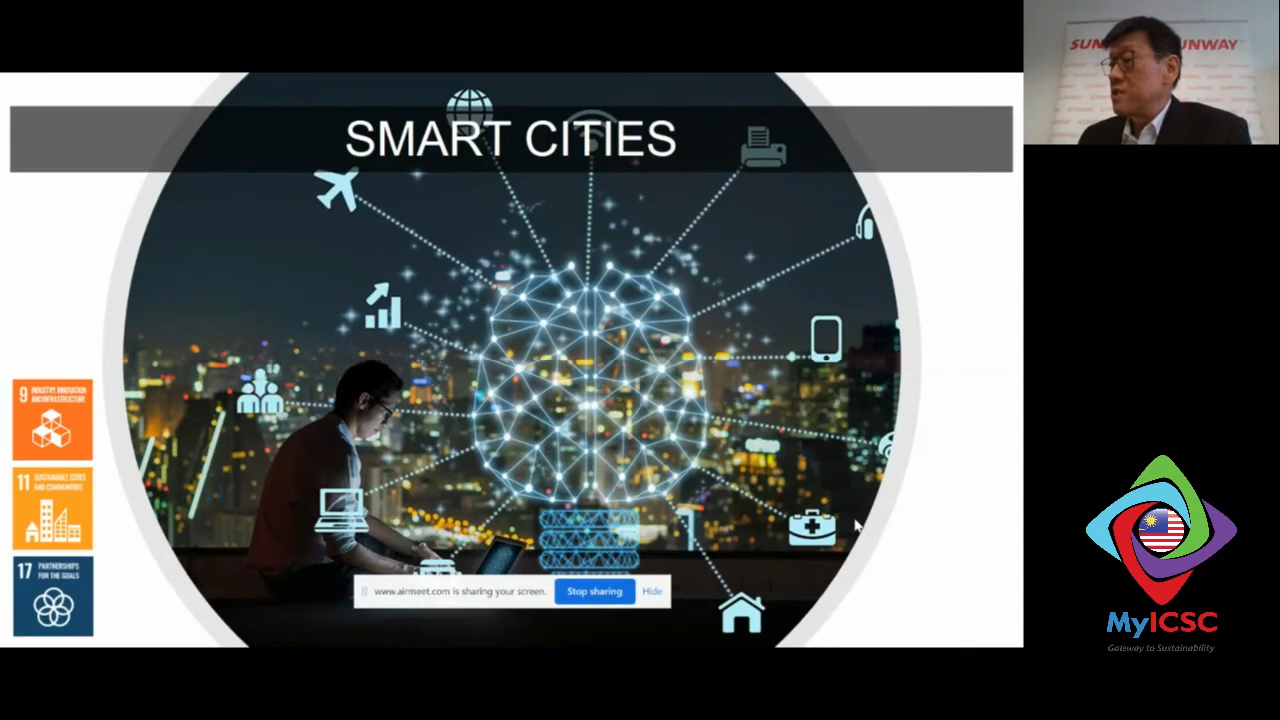 SMART CITIES
9 INDUSTRY, INNOVATION
AND INFRASTRUCTURE
11 SUSTAINABLE CITIES
AND COMMUNITIES
17 PARTNERSHIPS
FOR THE GOALS
www.airmeet.com is sharing your screen.
Stop sharing
Hide
SUNWAY
MyICSC
Gateway to Sustainability